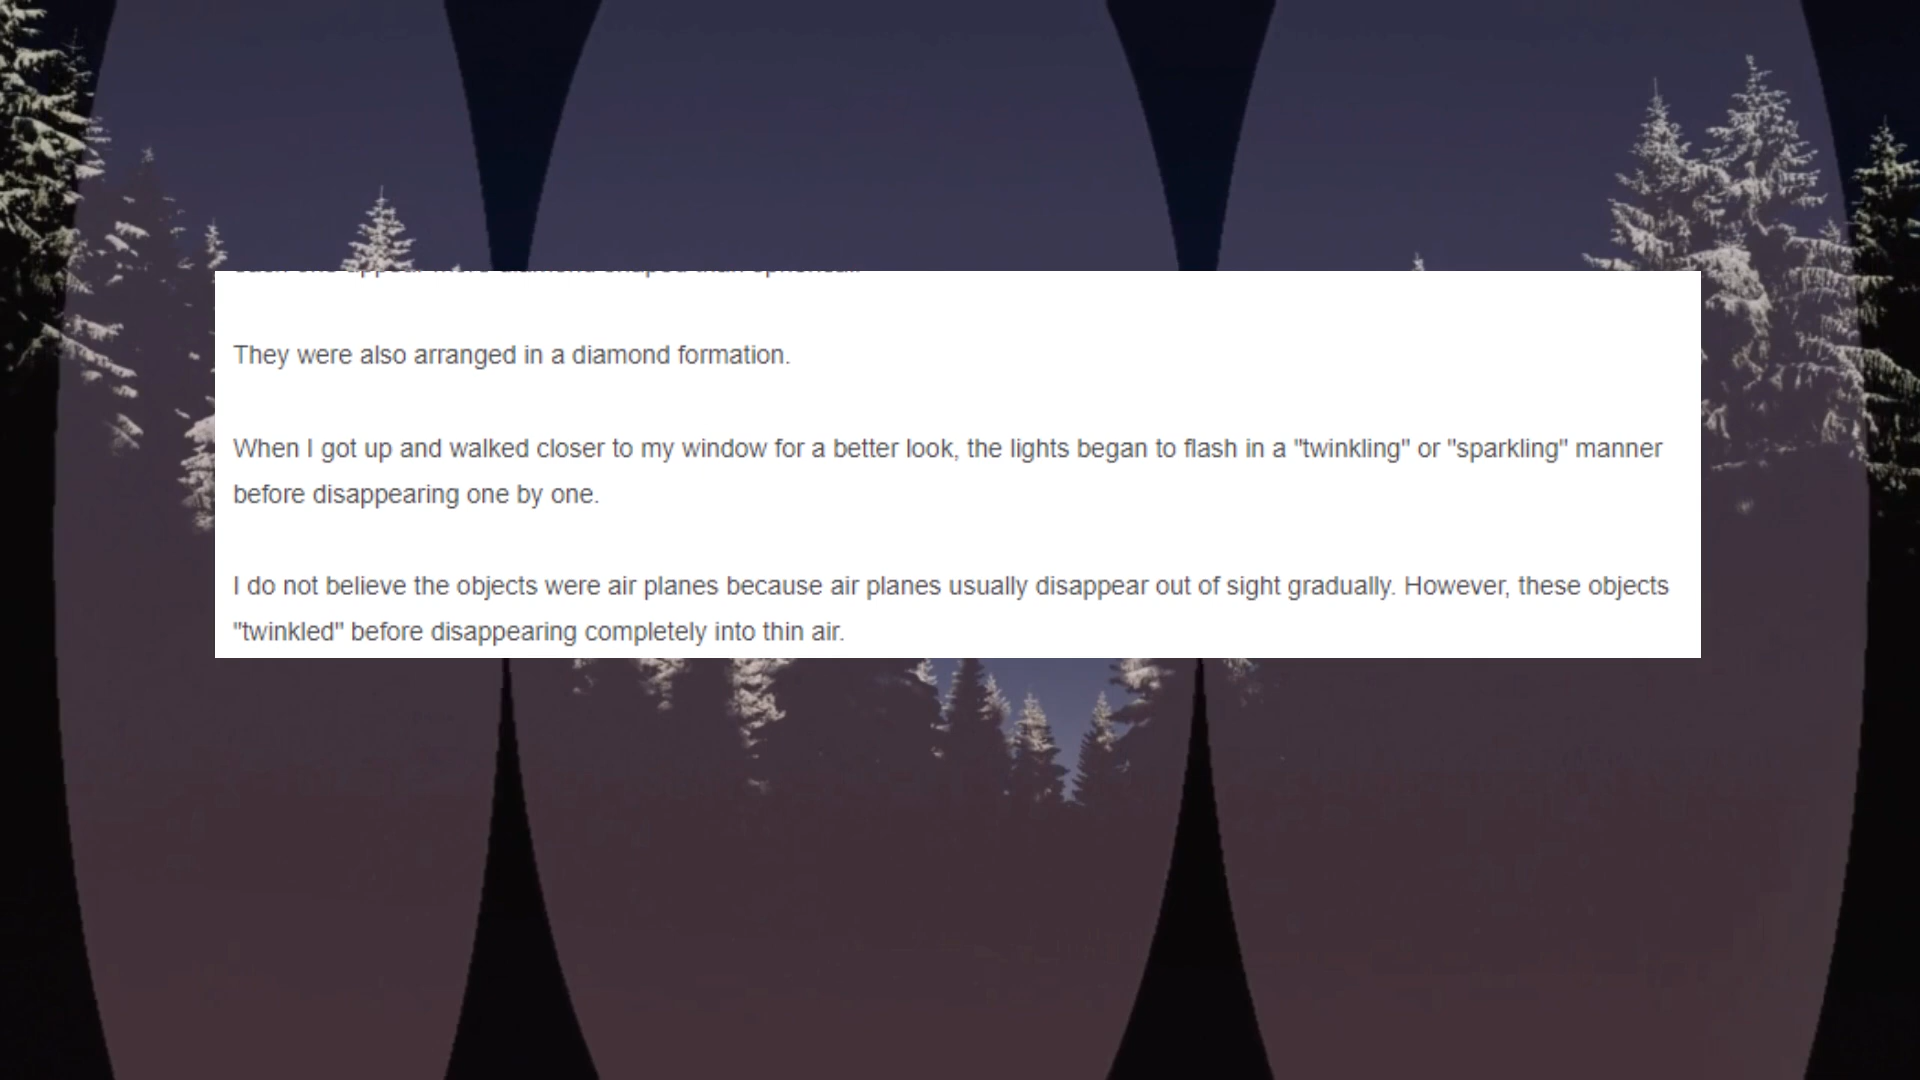 They were also arranged in a diamond formation.
When I got up and walked closer to my window for a better look, the lights began to flash in a "twinkling" or "sparkling" manner
before disappearing one by one.
I do not believe the objects were air planes because air planes usually disappear out of sight gradually. However, these objects
"twinkled" before disappearing completely into thin air.